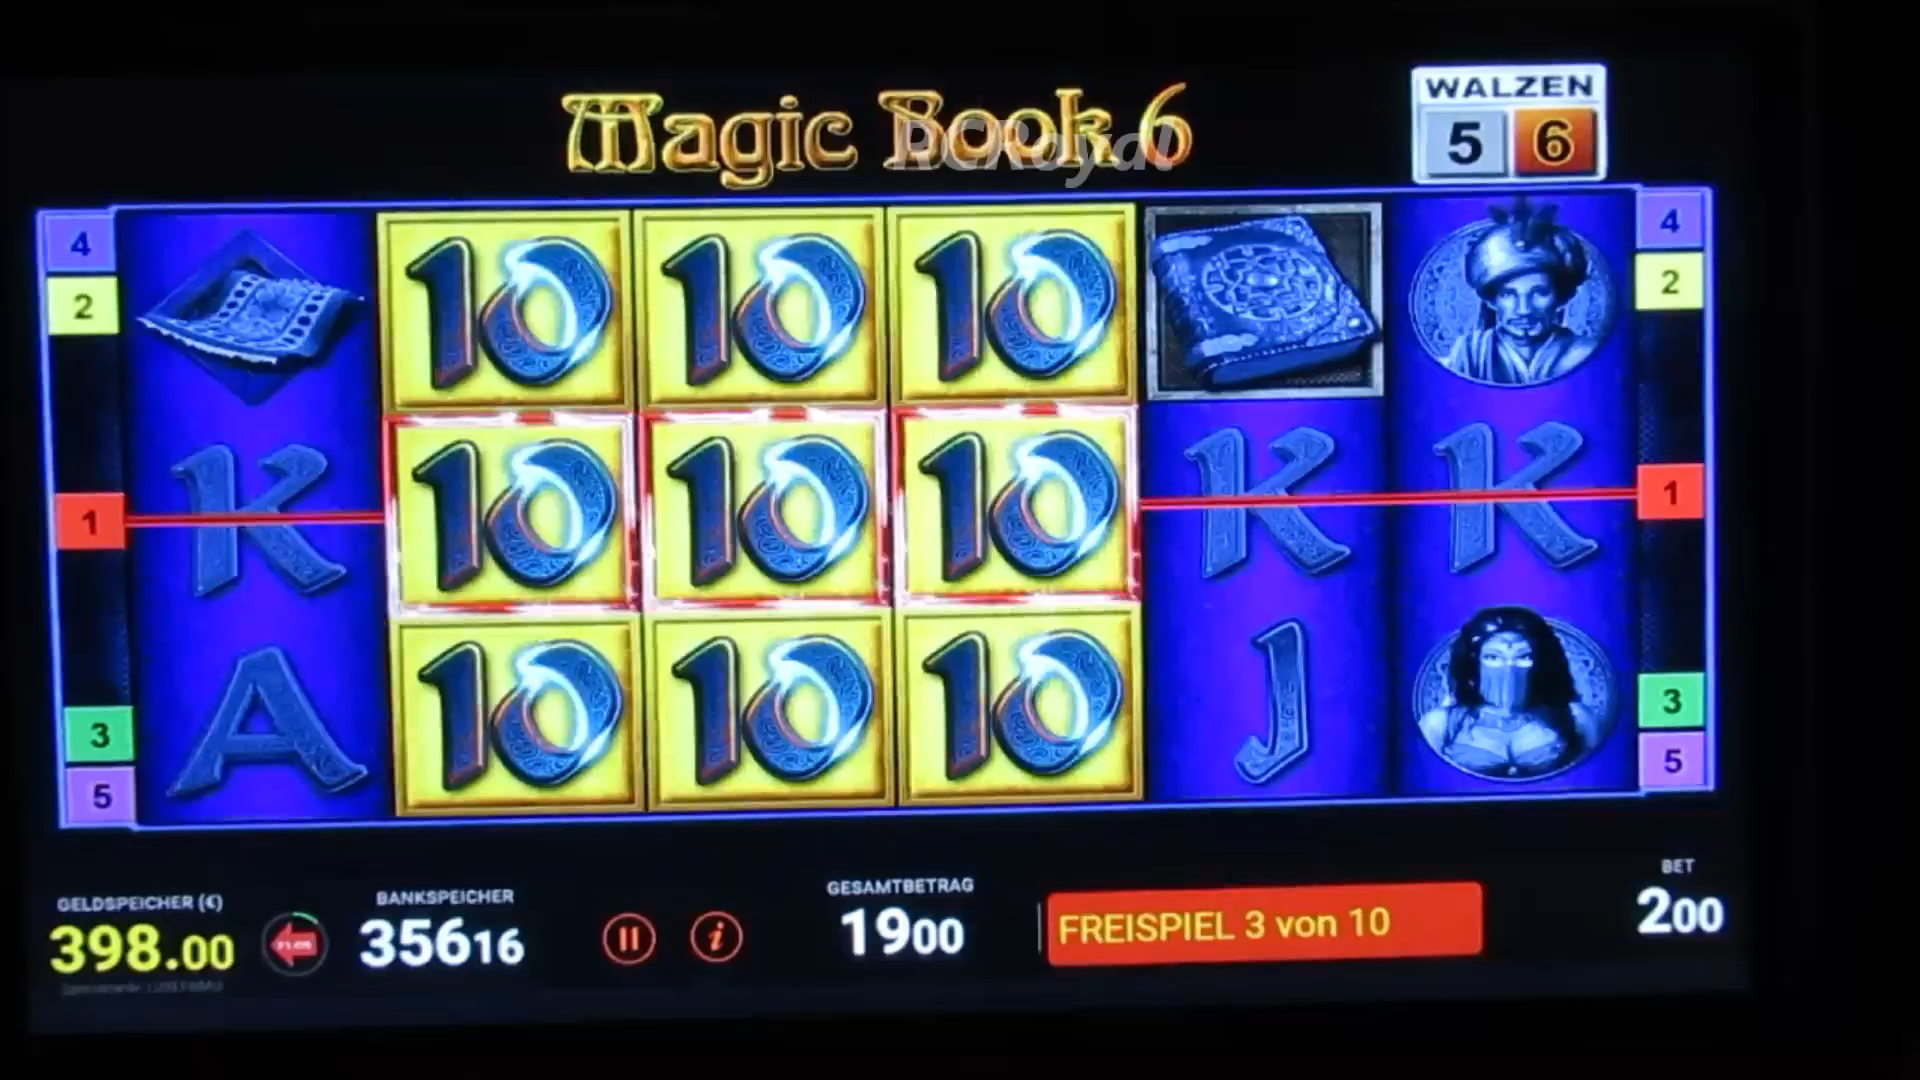 Magic Book 6
RCRoyal
WALZEN
5 6
4 4
2 2
10 10 10
K 10 10 10 K K
1 1
A 10 10 10 J
3 3
5 5
GELDSPEICHER (€)
398.00
BANKSPEICHER
35616
GESAMTBETRAG
1900
FREISPIEL 3 von 10
BET
200